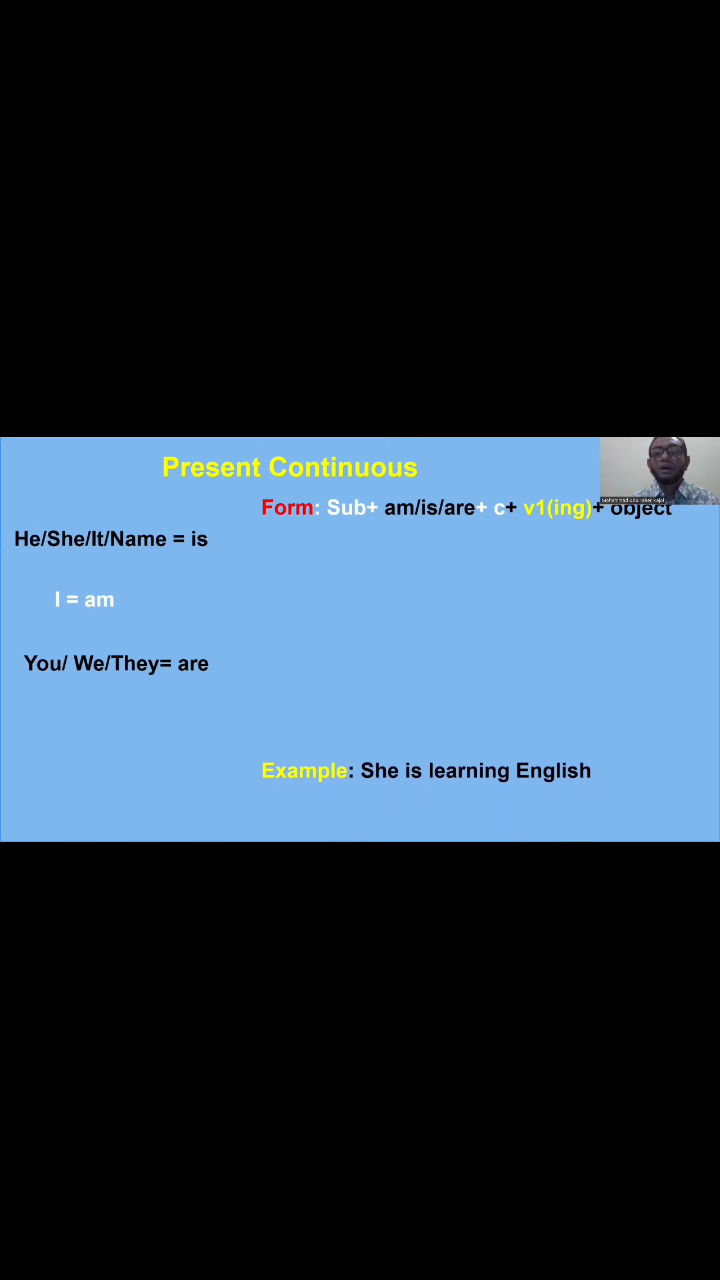 Present Continuous
Form: Sub+ am/is/are+ c+ v1(ing)+ object
He/She/It/Name = is
I = am
You/ We/They= are
Example: She is learning English